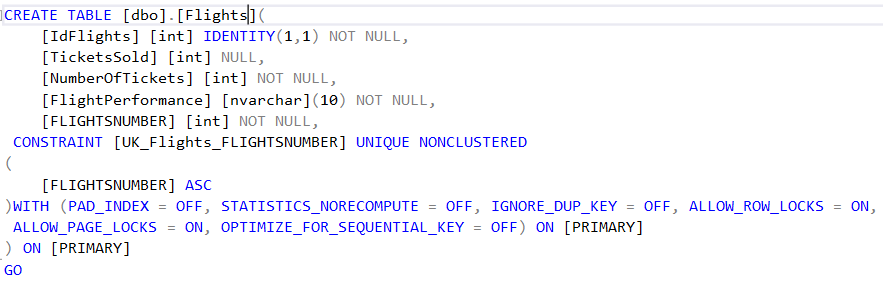 CREATE TABLE [dbo].[Flights](
    [IdFlights] [int] IDENTITY(1,1) NOT NULL,
    [TicketsSold] [int] NULL,
    [NumberOfTickets] [int] NOT NULL,
    [FlightPerformance] [nvarchar](10) NOT NULL,
    [FLIGHTSNUMBER] [int] NOT NULL,
 CONSTRAINT [UK_Flights_FLIGHTSNUMBER] UNIQUE NONCLUSTERED
(
    [FLIGHTSNUMBER] ASC
)WITH (PAD_INDEX = OFF, STATISTICS_NORECOMPUTE = OFF, IGNORE_DUP_KEY = OFF, ALLOW_ROW_LOCKS = ON,
 ALLOW_PAGE_LOCKS = ON, OPTIMIZE_FOR_SEQUENTIAL_KEY = OFF) ON [PRIMARY]
) ON [PRIMARY]
GO